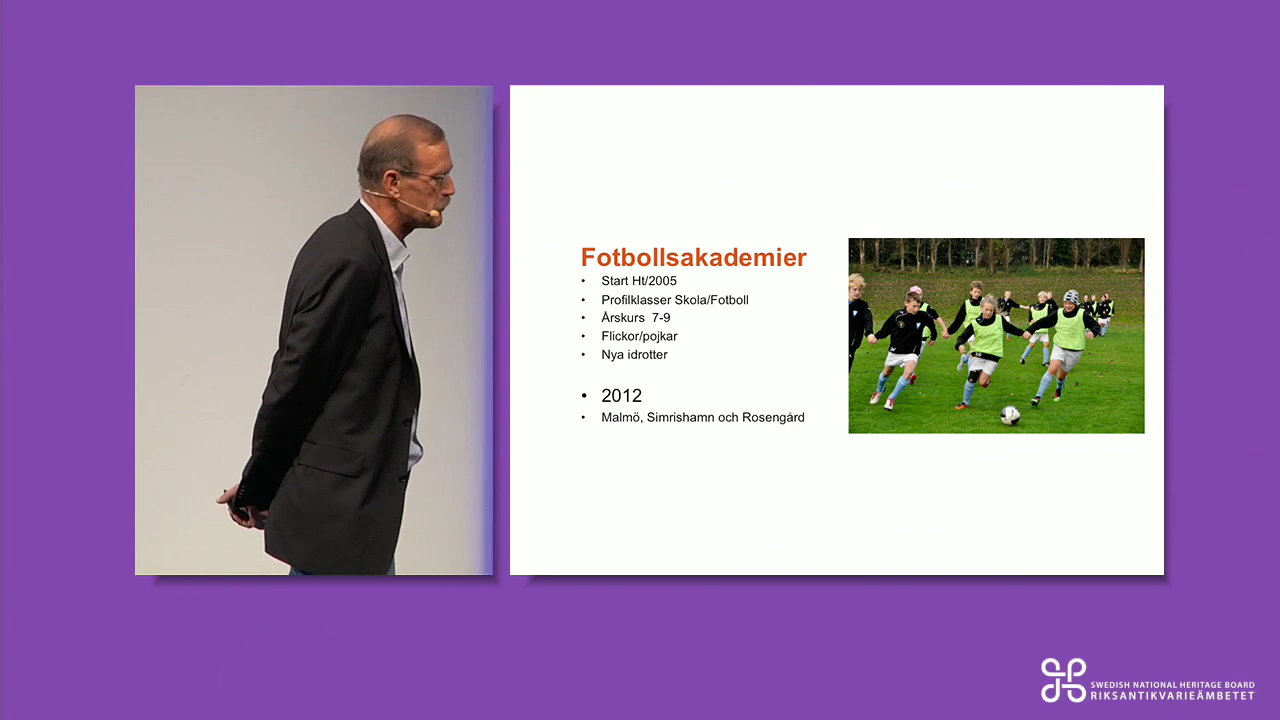 Fotbollsakademier
• Start Ht/2005
• Profilklasser Skola/Fotboll
• Årskurs 7-9
• Flickor/pojkar
• Nya idrotter
• 2012
• Malmö, Simrishamn och Rosengård
SWEDISH NATIONAL HERITAGE BOARD
RIKSANTIKVARIEÄMBETET